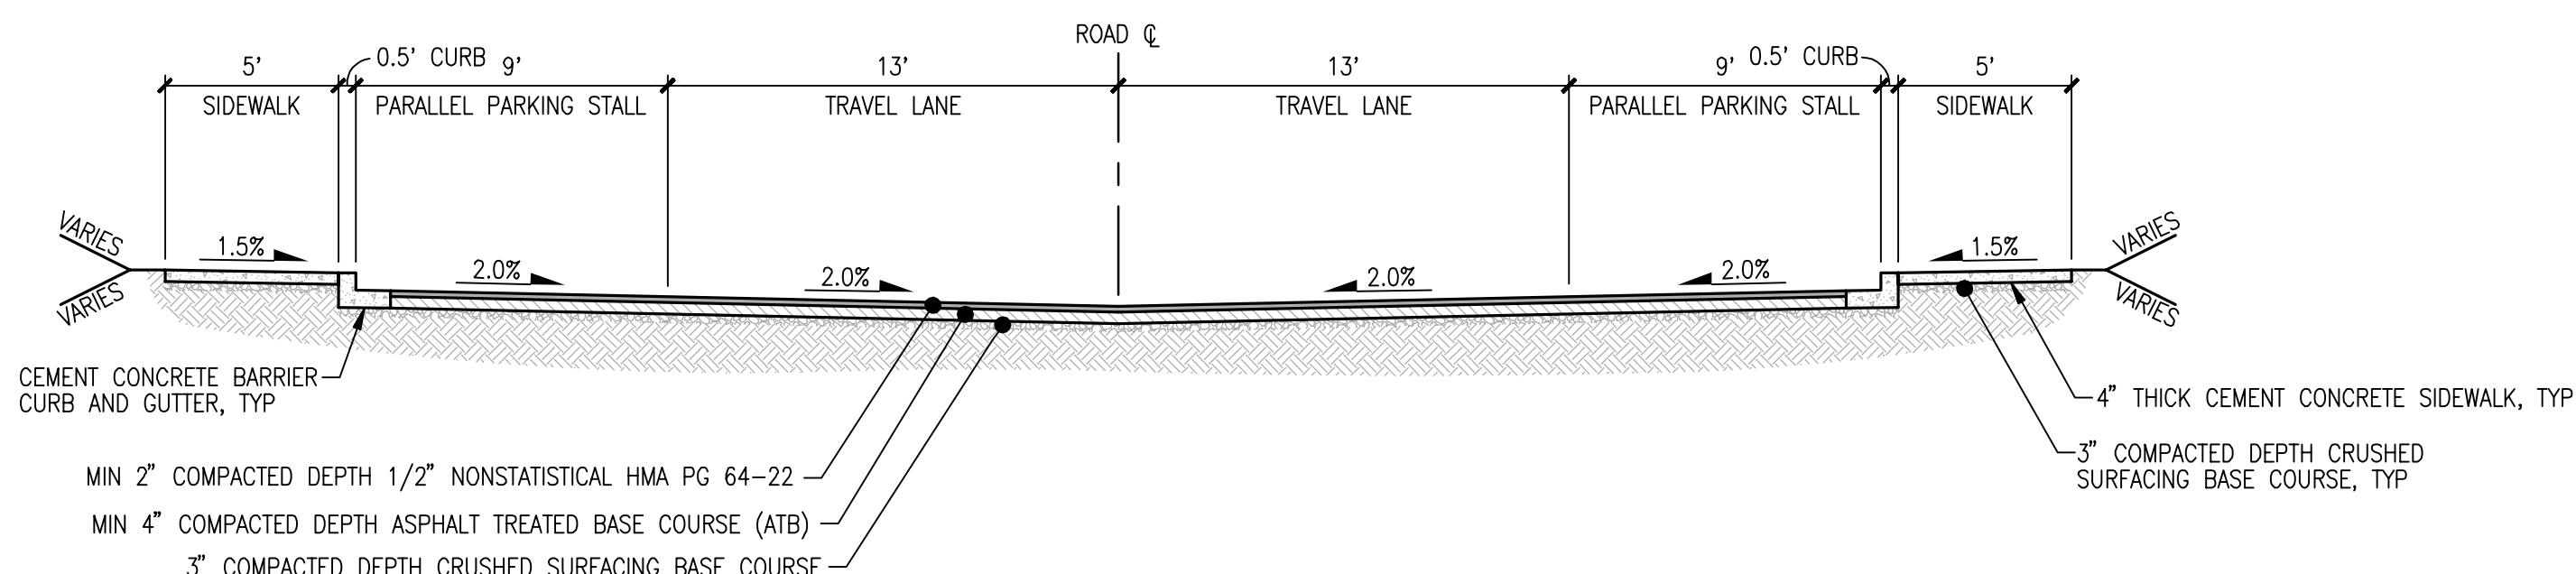 ROAD ℄
5' 0.5' CURB 9' 13' 13' 9' 0.5' CURB 5'
SIDEWALK PARALLEL PARKING STALL TRAVEL LANE TRAVEL LANE PARALLEL PARKING STALL SIDEWALK
VARIES 1.5% 2.0% 2.0% 2.0% 2.0% 1.5% VARIES
VARIES VARIES
CEMENT CONCRETE BARRIER
CURB AND GUTTER, TYP
4" THICK CEMENT CONCRETE SIDEWALK, TYP
3" COMPACTED DEPTH CRUSHED
SURFACING BASE COURSE, TYP
MIN 2" COMPACTED DEPTH 1/2" NONSTATISTICAL HMA PG 64-22
MIN 4" COMPACTED DEPTH ASPHALT TREATED BASE COURSE (ATB)
3" COMPACTED DEPTH CRUSHED SURFACING BASE COURSE